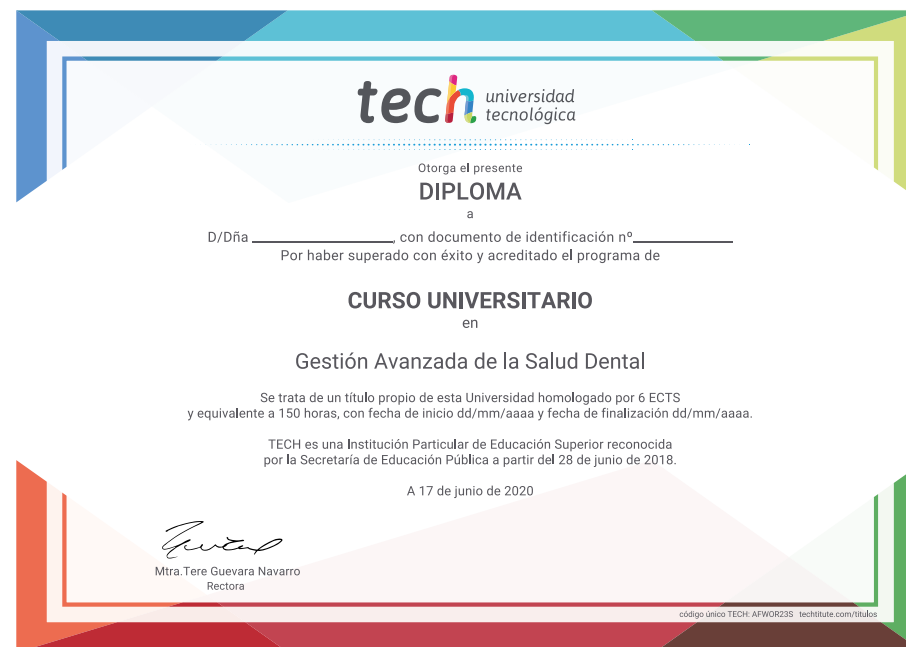 tech universidad
tecnológica
Otorga el presente
DIPLOMA
a
D/Dña ____________________, con documento de identificación nº______________
Por haber superado con éxito y acreditado el programa de
CURSO UNIVERSITARIO
en
Gestión Avanzada de la Salud Dental
Se trata de un título propio de esta Universidad homologado por 6 ECTS
y equivalente a 150 horas, con fecha de inicio dd/mm/aaaa y fecha de finalización dd/mm/aaaa.
TECH es una Institución Particular de Educación Superior reconocida
por la Secretaría de Educación Pública a partir del 28 de junio de 2018.
A 17 de junio de 2020
Mtra.Tere Guevara Navarro
Rectora
código único TECH: AFWOR23S techtitute.com/titulos